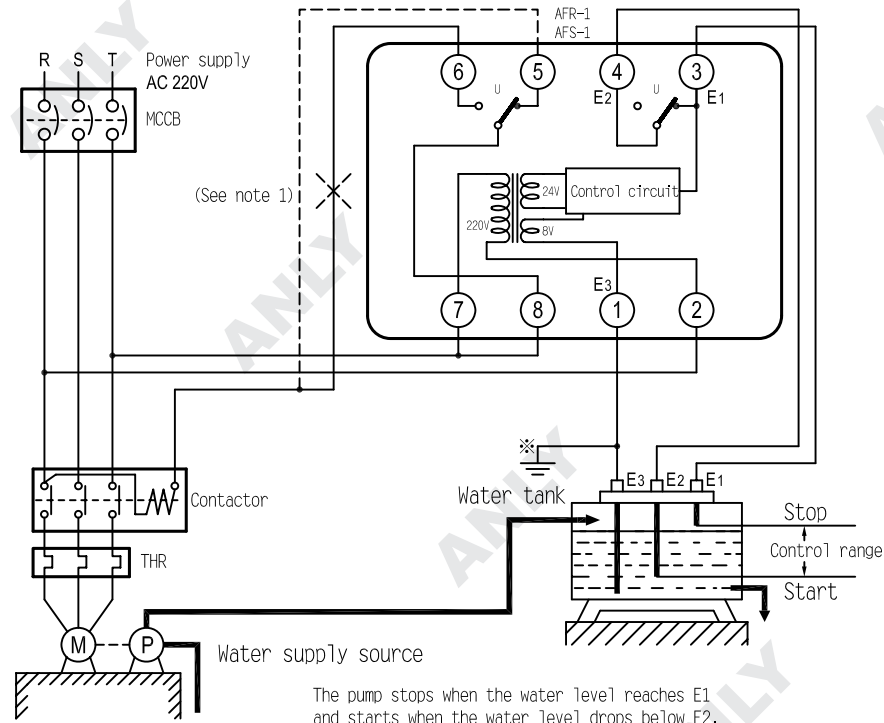 AFR-1
AFS-1
R S T
Power supply
AC 220V
MCCB
6 5 4 3
U U
E2 E1
(See note 1)
24V
Control circuit
220V
8V
E3
7 8 1 2
※
E3 E2 E1
Water tank
Contactor
Stop
Control range
Start
THR
M P
Water supply source
The pump stops when the water level reaches E1
and starts when the water level drops below E2.
ANLY
ANLY
ANLY
ANLY